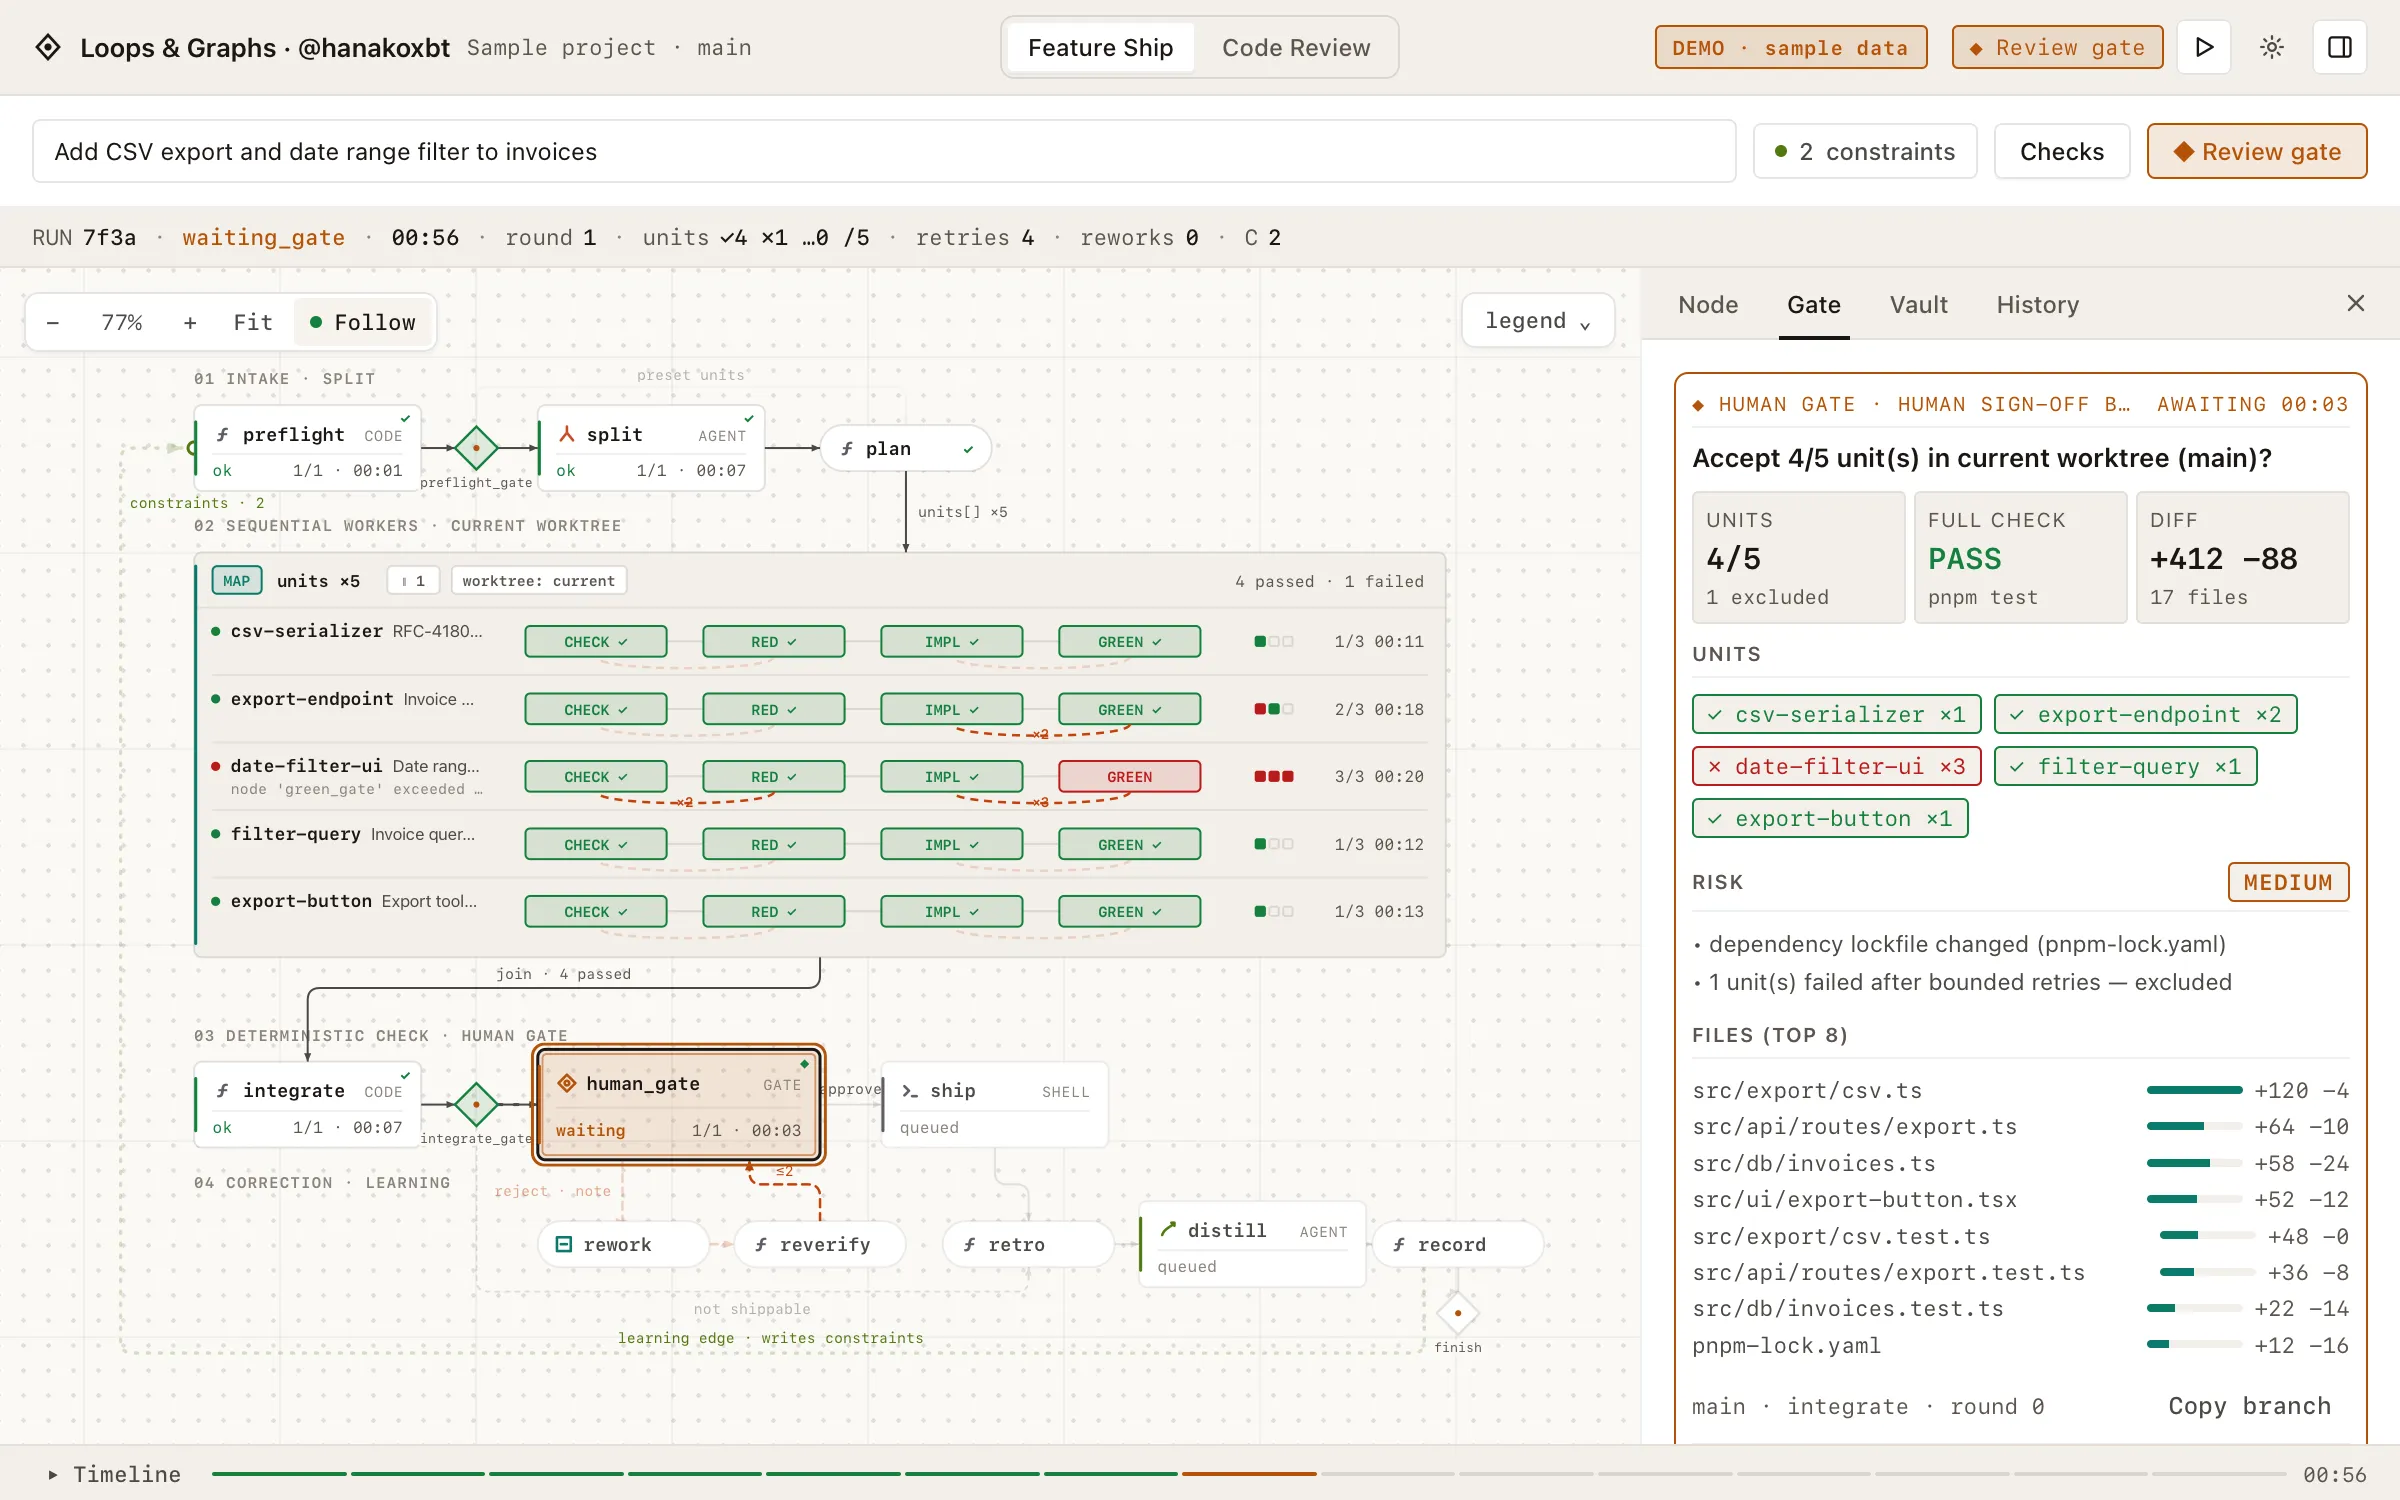 Loops & Graphs · @hanakoxbt Sample project · main
Feature Ship Code Review
DEMO · sample data ◆ Review gate
Add CSV export and date range filter to invoices
2 constraints Checks ◆ Review gate
RUN 7f3a · waiting_gate · 00:56 · round 1 · units ✓4 ×1 …0 /5 · retries 4 · reworks 0 · C 2
− 77% + Fit Follow
legend
01 INTAKE · SPLIT
preset units
preflight CODE
ok 1/1 · 00:01
preflight_gate
split AGENT
ok 1/1 · 00:07
plan ✓
constraints · 2
units[] ×5
02 SEQUENTIAL WORKERS · CURRENT WORKTREE
MAP units ×5 1 worktree: current 4 passed · 1 failed
csv-serializer RFC-4180… CHECK ✓ RED ✓ IMPL ✓ GREEN ✓ 1/3 00:11
export-endpoint Invoice … CHECK ✓ RED ✓ IMPL ✓ GREEN ✓ 2/3 00:18
×2
date-filter-ui Date rang… CHECK ✓ RED ✓ IMPL ✓ GREEN 3/3 00:20
node 'green_gate' exceeded …
×2 ×3
filter-query Invoice quer… CHECK ✓ RED ✓ IMPL ✓ GREEN ✓ 1/3 00:12
export-button Export tool… CHECK ✓ RED ✓ IMPL ✓ GREEN ✓ 1/3 00:13
join · 4 passed
03 DETERMINISTIC CHECK · HUMAN GATE
integrate CODE
ok 1/1 · 00:07
integrate_gate
human_gate GATE
waiting 1/1 · 00:03
approve
ship SHELL
queued
≤2
04 CORRECTION · LEARNING
reject · note
rework
reverify
retro
distill AGENT
queued
record
not shippable
learning edge · writes constraints
finish
Node Gate Vault History
◆ HUMAN GATE · HUMAN SIGN-OFF B… AWAITING 00:03
Accept 4/5 unit(s) in current worktree (main)?
UNITS
4/5
1 excluded
FULL CHECK
PASS
pnpm test
DIFF
+412 −88
17 files
UNITS
✓ csv-serializer ×1 ✓ export-endpoint ×2
× date-filter-ui ×3 ✓ filter-query ×1
✓ export-button ×1
RISK MEDIUM
• dependency lockfile changed (pnpm-lock.yaml)
• 1 unit(s) failed after bounded retries — excluded
FILES (TOP 8)
src/export/csv.ts +120 −4
src/api/routes/export.ts +64 −10
src/db/invoices.ts +58 −24
src/ui/export-button.tsx +52 −12
src/export/csv.test.ts +48 −0
src/api/routes/export.test.ts +36 −8
src/db/invoices.test.ts +22 −14
pnpm-lock.yaml +12 −16
main · integrate · round 0 Copy branch
▸ Timeline 00:56